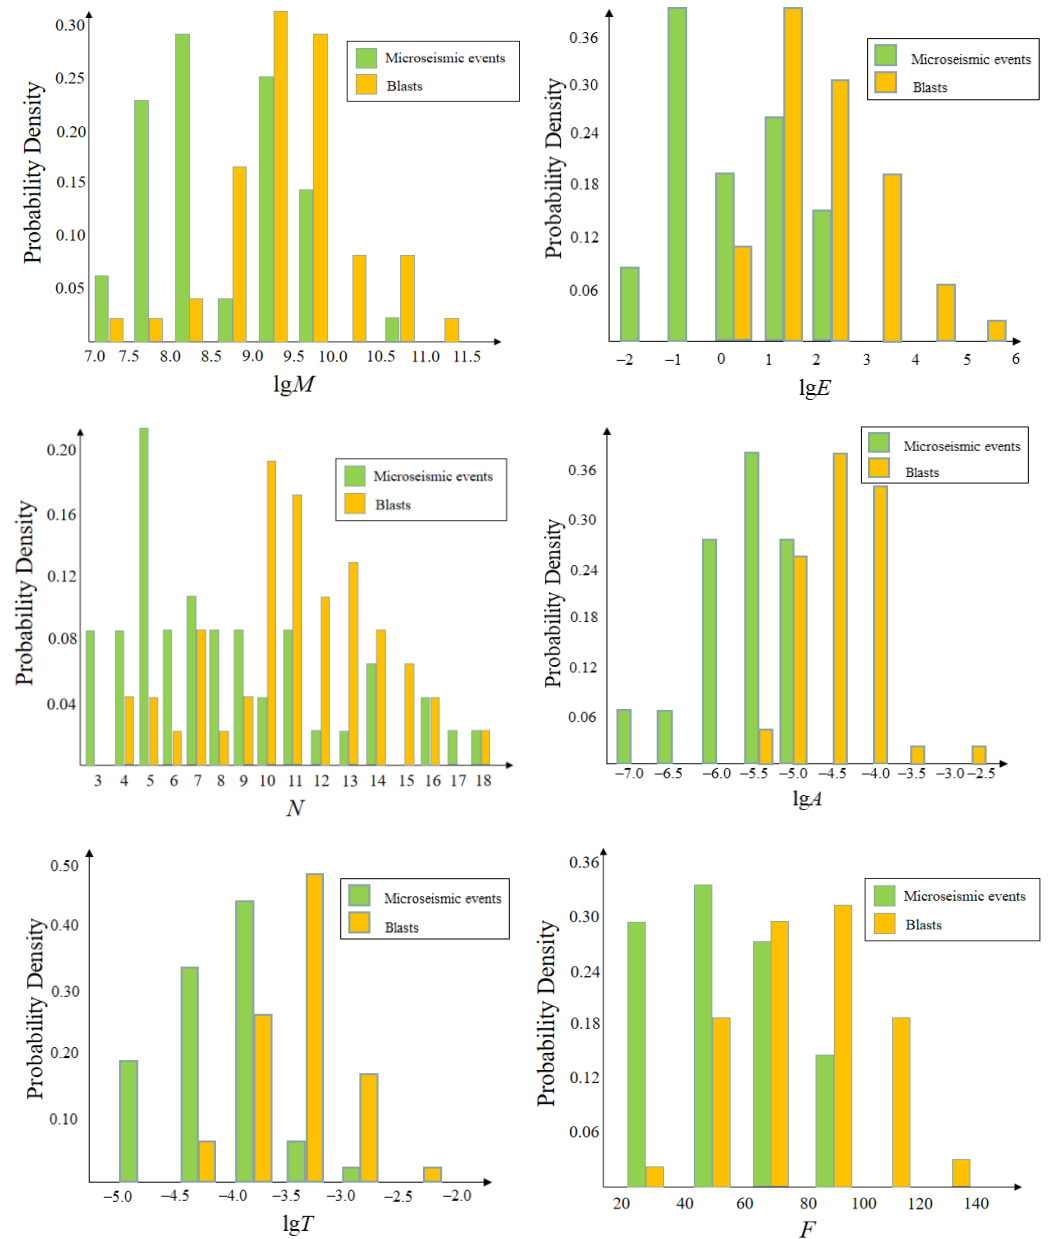 0.30
0.25
0.20
0.15
0.10
0.05
Probability Density
Microseismic events
Blasts
7.0 7.5 8.0 8.5 9.0 9.5 10.0 10.5 11.0 11.5
lgM
0.36
0.30
0.24
0.18
0.12
0.06
Probability Density
Microseismic events
Blasts
−2 −1 0 1 2 3 4 5 6
lgE
0.20
0.16
0.12
0.08
0.04
Probability Density
Microseismic events
Blasts
3 4 5 6 7 8 9 10 11 12 13 14 15 16 17 18
N
0.36
0.30
0.24
0.18
0.12
0.06
Probability Density
Microseismic events
Blasts
−7.0 −6.5 −6.0 −5.5 −5.0 −4.5 −4.0 −3.5 −3.0 −2.5
lgA
0.50
0.40
0.30
0.20
0.10
Probability Density
Microseismic events
Blasts
−5.0 −4.5 −4.0 −3.5 −3.0 −2.5 −2.0
lgT
0.36
0.30
0.24
0.18
0.12
0.06
Probability Density
Microseismic events
Blasts
20 40 60 80 100 120 140
F